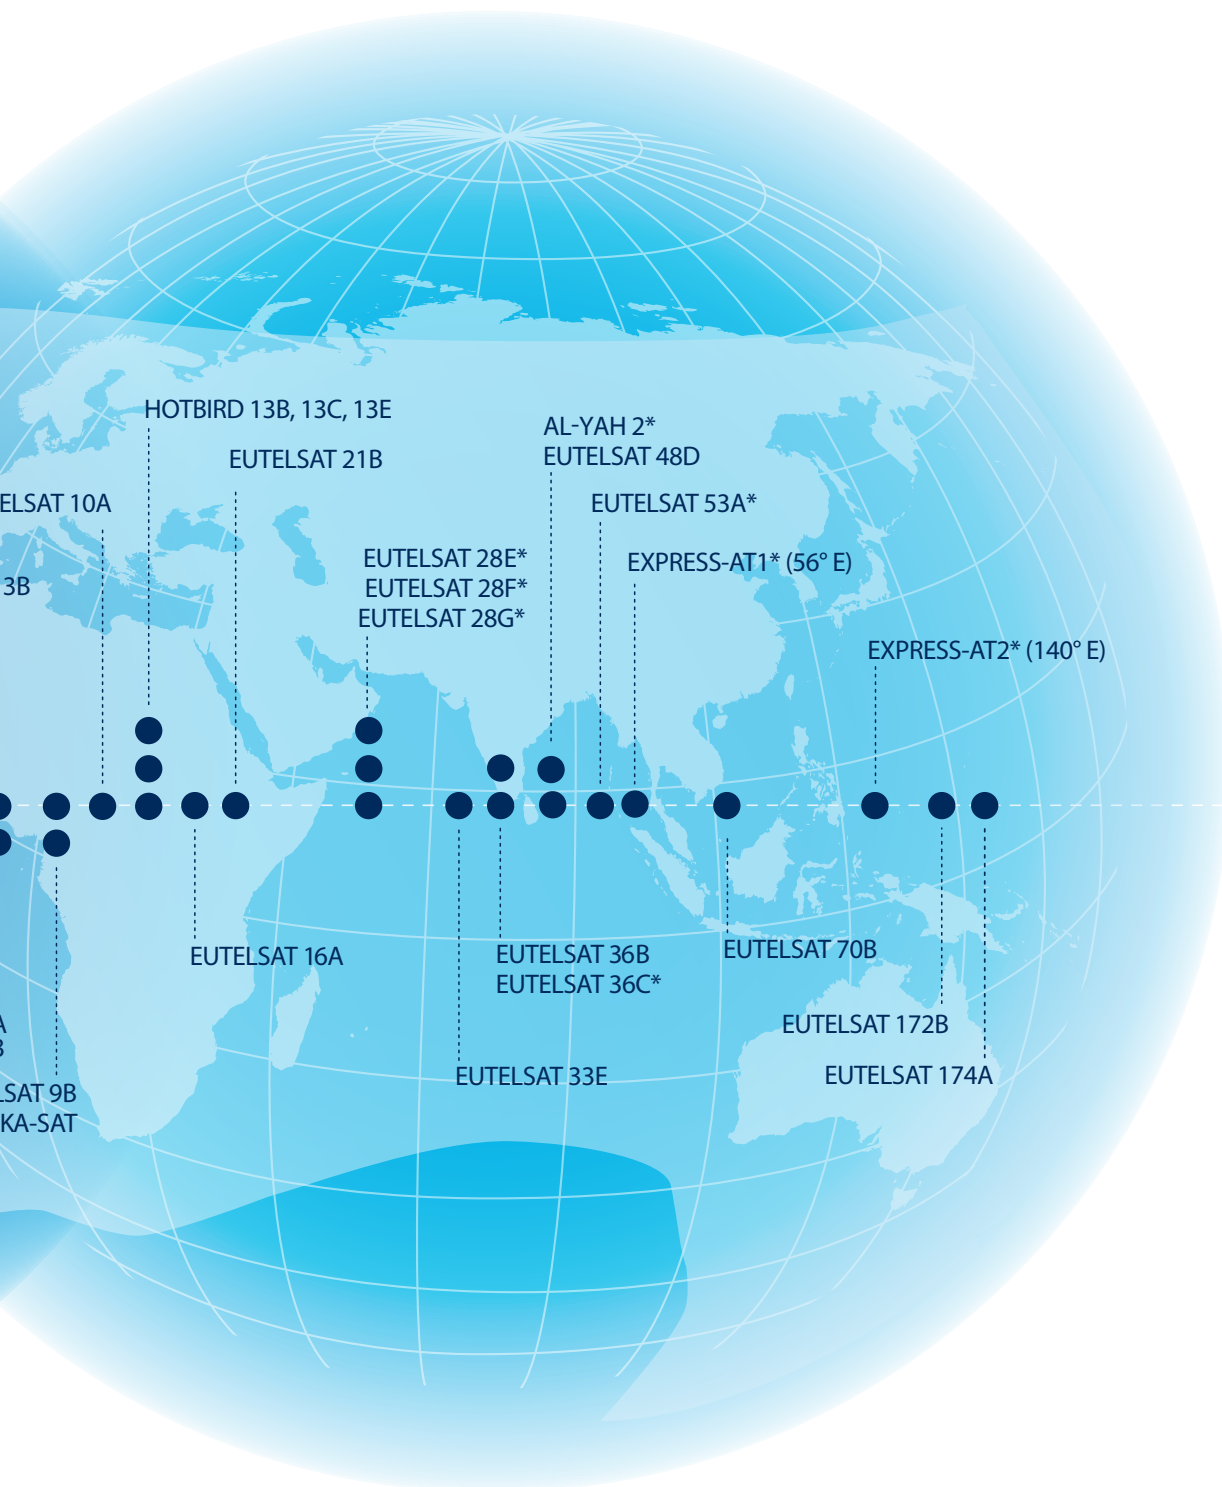 HOTBIRD 13B, 13C, 13E
AL-YAH 2*
EUTELSAT 48D
EUTELSAT 21B
ELSAT 10A
EUTELSAT 53A*
EUTELSAT 28E*
EUTELSAT 28F*
EUTELSAT 28G*
EXPRESS-AT1* (56° E)
3B
EXPRESS-AT2* (140° E)
EUTELSAT 16A
EUTELSAT 36B
EUTELSAT 36C*
EUTELSAT 70B
A
B
EUTELSAT 172B
EUTELSAT 33E
EUTELSAT 174A
LSAT 9B
KA-SAT